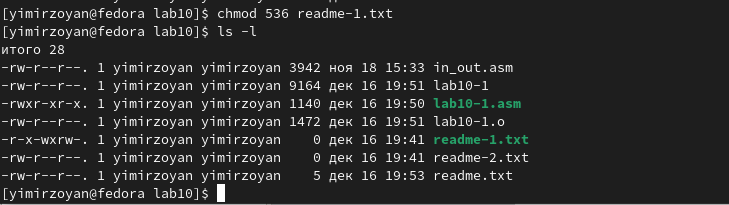 [yimirzoyan@fedora lab10]$ chmod 536 readme-1.txt
[yimirzoyan@fedora lab10]$ ls -l
итого 28
-rw-r--r--. 1 yimirzoyan yimirzoyan 3942 ноя 18 15:33 in_out.asm
-rw-r--r--. 1 yimirzoyan yimirzoyan 9164 дек 16 19:51 lab10-1
-rwxr-xr-x. 1 yimirzoyan yimirzoyan 1140 дек 16 19:50 lab10-1.asm
-rw-r--r--. 1 yimirzoyan yimirzoyan 1472 дек 16 19:51 lab10-1.o
-r-x-wxrw-. 1 yimirzoyan yimirzoyan    0 дек 16 19:41 readme-1.txt
-rw-r--r--. 1 yimirzoyan yimirzoyan    0 дек 16 19:41 readme-2.txt
-rw-r--r--. 1 yimirzoyan yimirzoyan    5 дек 16 19:53 readme.txt
[yimirzoyan@fedora lab10]$